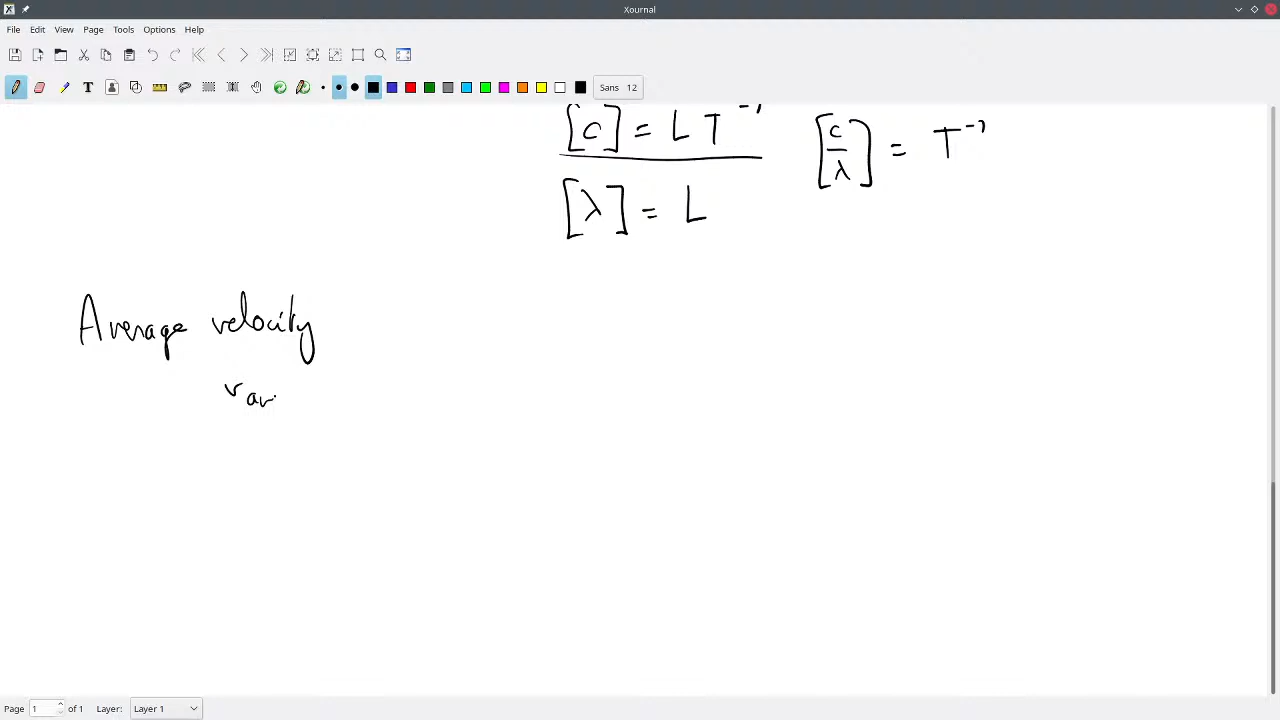 Xournal
File Edit View Page Tools Options Help
Sans 12
[c] = L T⁻¹
[c/λ] = T⁻¹
[λ] = L
Average velocity
v_av.
Page 1 of 1 Layer: Layer 1